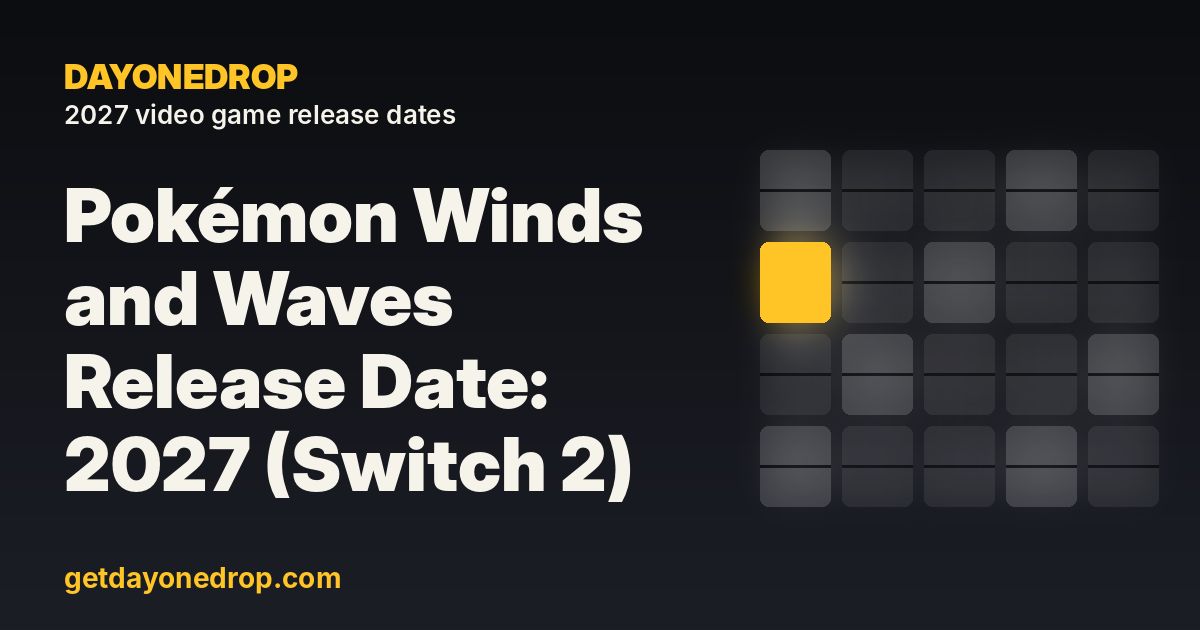 DAYONEDROP
2027 video game release dates
Pokémon Winds
and Waves
Release Date:
2027 (Switch 2)
getdayonedrop.com